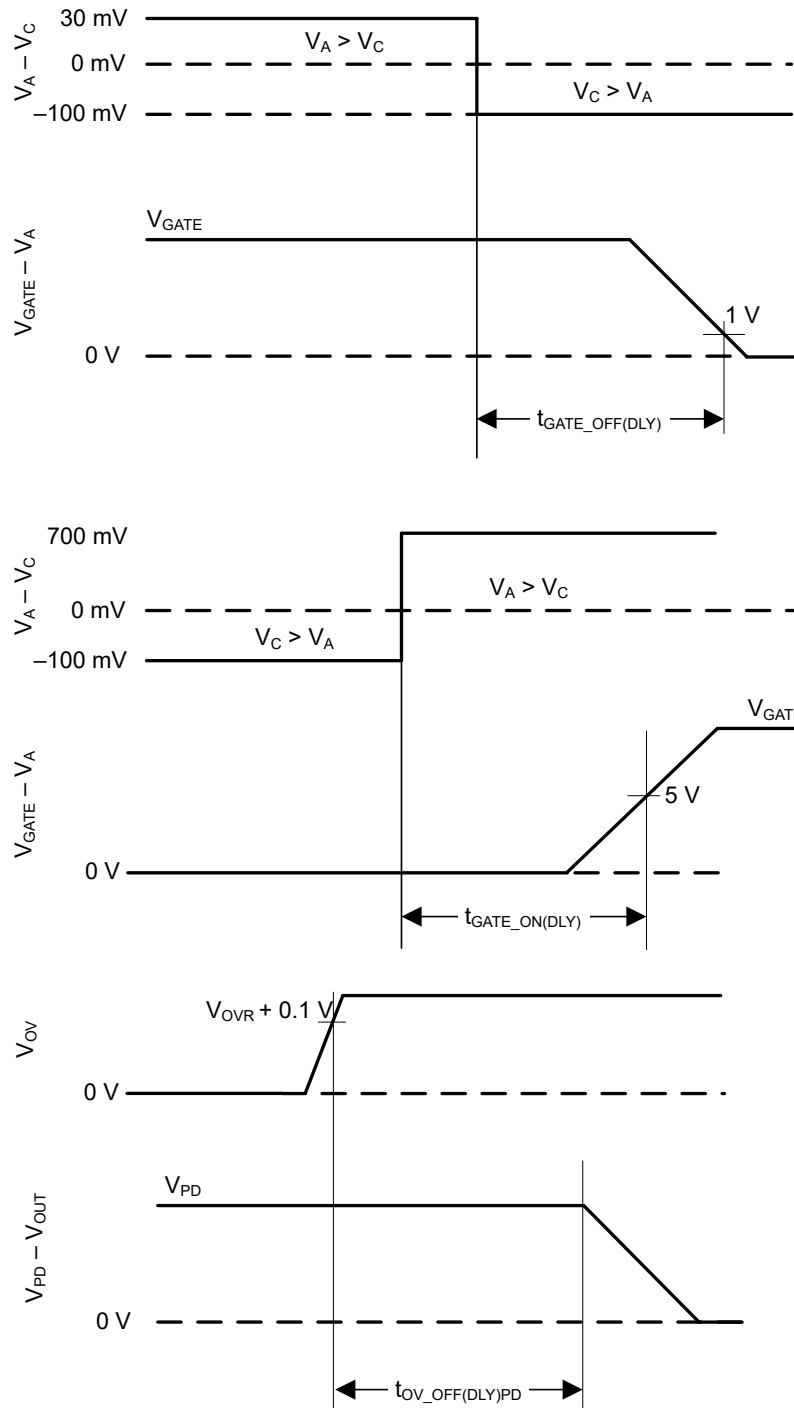 30 mV
V_A > V_C
V_A – V_C
0 mV
V_C > V_A
–100 mV
V_GATE
V_GATE – V_A
1 V
0 V
t_GATE_OFF(DLY)
700 mV
V_A – V_C
0 mV
V_A > V_C
V_C > V_A
–100 mV
V_GATE
V_GATE – V_A
5 V
0 V
t_GATE_ON(DLY)
V_OVR + 0.1 V
V_OV
0 V
V_PD
V_PD – V_OUT
0 V
t_OV_OFF(DLY)PD